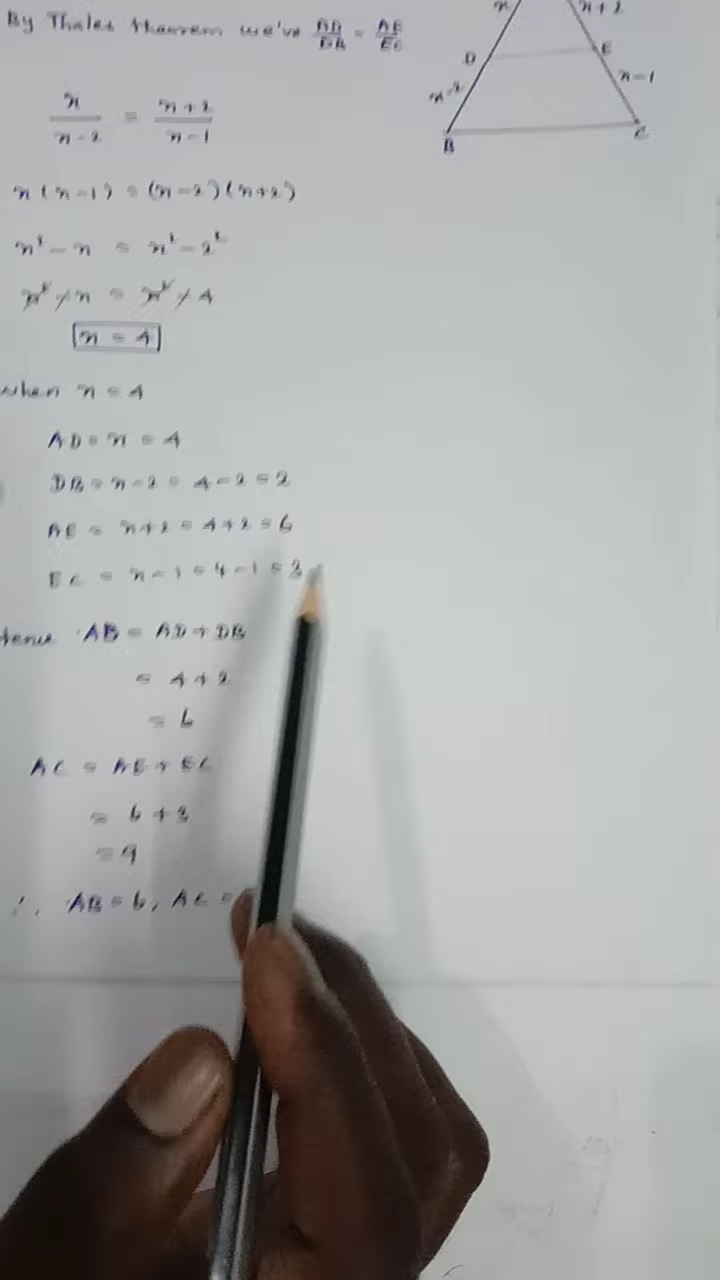 By Thales theorem we've AD/DB = AE/EC
x
x+2
D
E
x-2
x-1
B
C
x/x-2 = x+2/x-1
x(x-1) = (x-2)(x+2)
x² - x = x² - 2²
x² - x = x² - 4
x = 4
when x = 4
AD = x = 4
DB = x-2 = 4-2 = 2
AE = x+2 = 4+2 = 6
EC = x-1 = 4-1 = 3
Hence AB = AD + DB
= 4+2
= 6
AC = AE + EC
= 6+3
= 9
∴ AB = 6, AC =